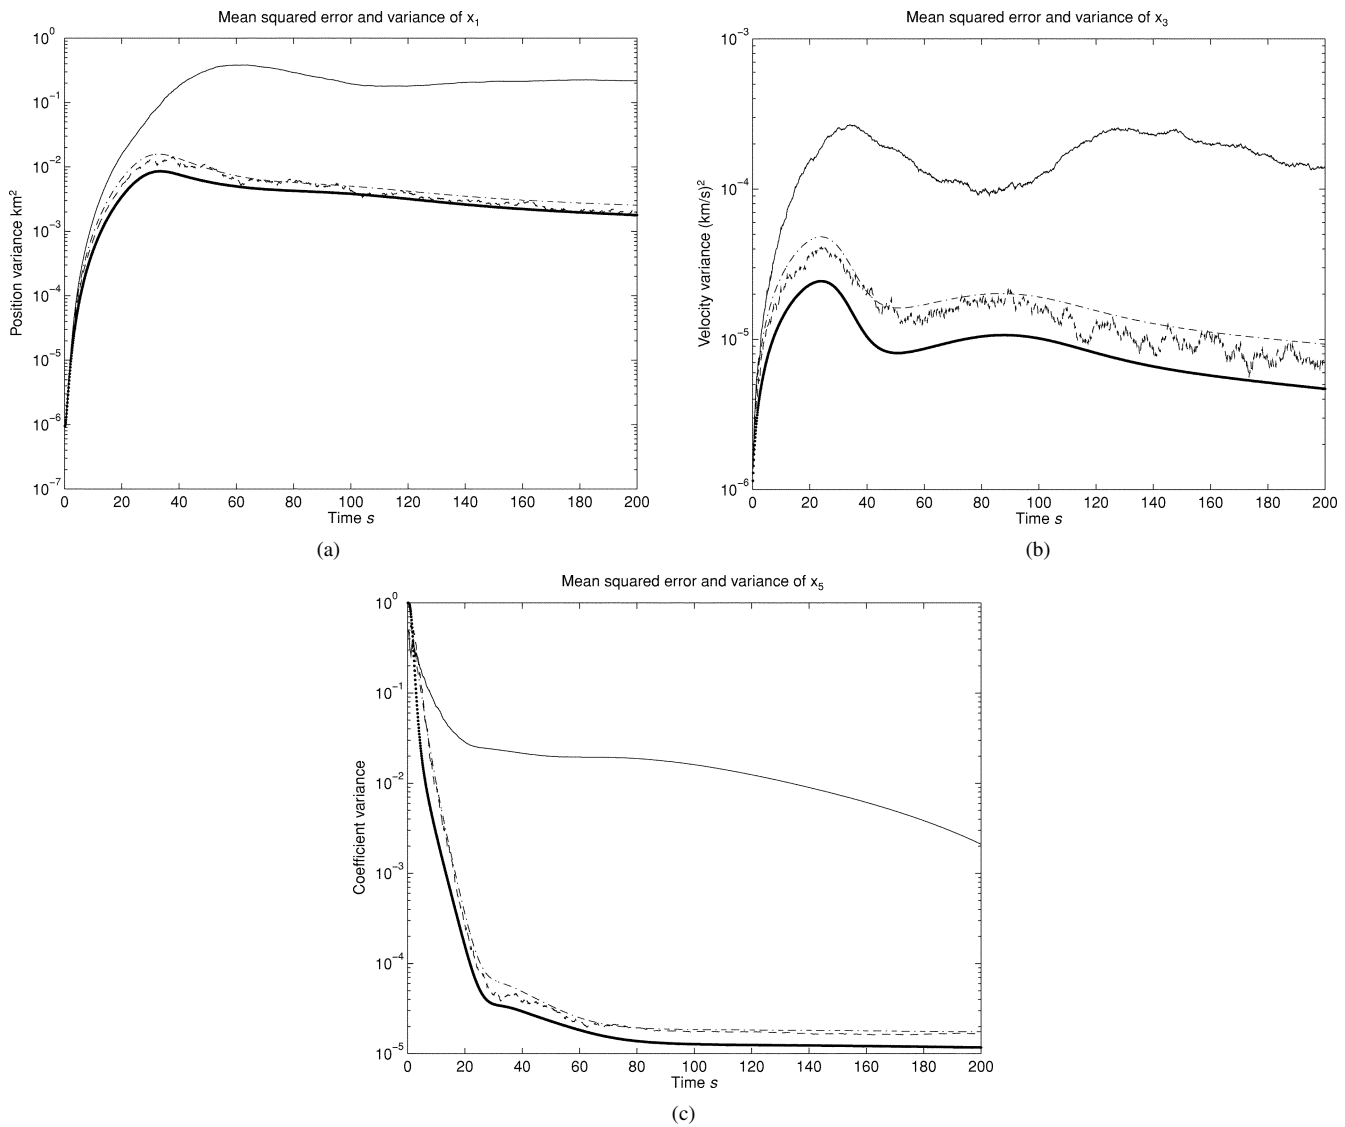 Mean squared error and variance of x₁
10⁰
10⁻¹
10⁻²
10⁻³
10⁻⁴
10⁻⁵
10⁻⁶
10⁻⁷
Position variance km²
0 20 40 60 80 100 120 140 160 180 200
Time s
(a)
Mean squared error and variance of x₃
10⁻³
10⁻⁴
10⁻⁵
10⁻⁶
Velocity variance (km/s)²
0 20 40 60 80 100 120 140 160 180 200
Time s
(b)
Mean squared error and variance of x₅
10⁰
10⁻¹
10⁻²
10⁻³
10⁻⁴
10⁻⁵
Coefficient variance
0 20 40 60 80 100 120 140 160 180 200
Time s
(c)